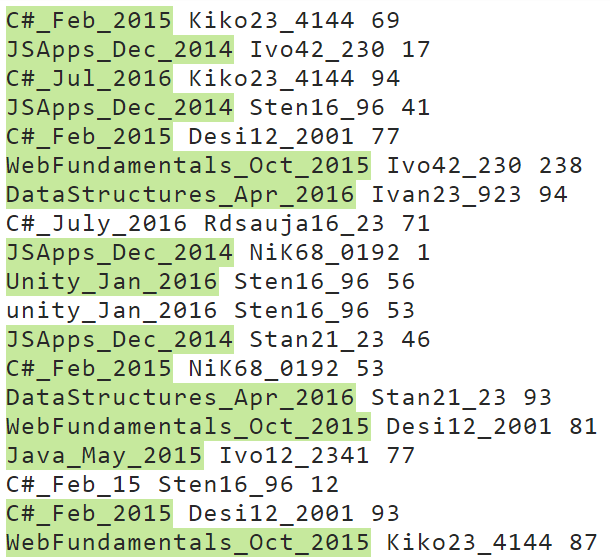 C#_Feb_2015 Kiko23_4144 69
JSApps_Dec_2014 Ivo42_230 17
C#_Jul_2016 Kiko23_4144 94
JSApps_Dec_2014 Sten16_96 41
C#_Feb_2015 Desi12_2001 77
WebFundamentals_Oct_2015 Ivo42_230 238
DataStructures_Apr_2016 Ivan23_923 94
C#_July_2016 Rdsauja16_23 71
JSApps_Dec_2014 NiK68_0192 1
Unity_Jan_2016 Sten16_96 56
unity_Jan_2016 Sten16_96 53
JSApps_Dec_2014 Stan21_23 46
C#_Feb_2015 NiK68_0192 53
DataStructures_Apr_2016 Stan21_23 93
WebFundamentals_Oct_2015 Desi12_2001 81
Java_May_2015 Ivo12_2341 77
C#_Feb_15 Sten16_96 12
C#_Feb_2015 Desi12_2001 93
WebFundamentals_Oct_2015 Kiko23_4144 87